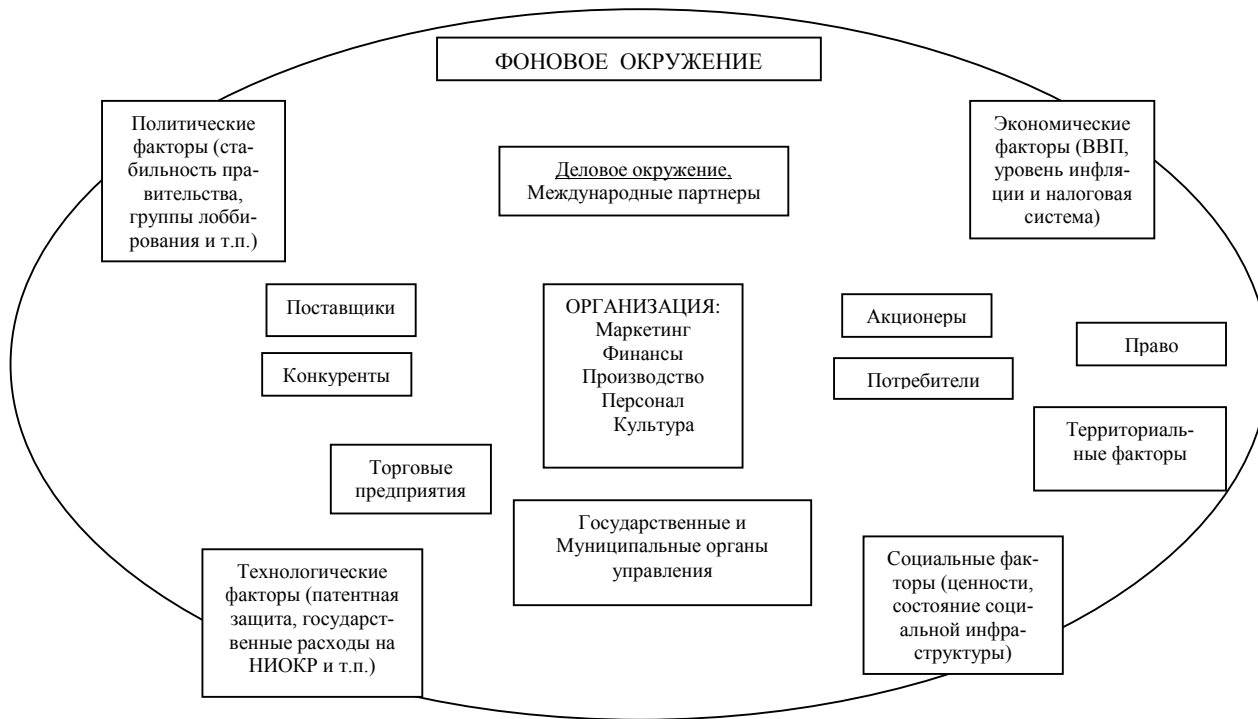 ФОНОВОЕ ОКРУЖЕНИЕ
Политические
факторы (ста-
бильность пра-
вительства,
группы лобби-
рования и т.п.)
Деловое окружение,
Международные партнеры
Экономические
факторы (ВВП,
уровень инфля-
ции и налоговая
система)
Поставщики
Конкуренты
ОРГАНИЗАЦИЯ:
Маркетинг
Финансы
Производство
Персонал
Культура
Акционеры
Потребители
Право
Территориаль-
ные факторы
Торговые
предприятия
Государственные и
Муниципальные органы
управления
Технологические
факторы (патентная
защита, государст-
венные расходы на
НИОКР и т.п.)
Социальные фак-
торы (ценности,
состояние соци-
альной инфра-
структуры)